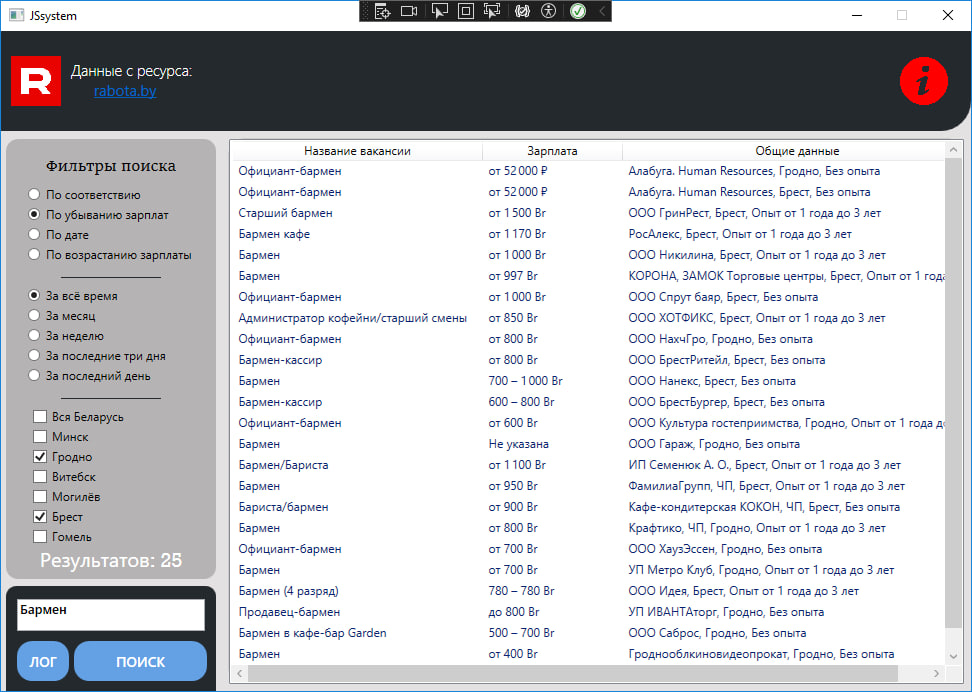 JSsystem
R
Данные с ресурса:
rabota.by
i
Фильтры поиска
По соответствию
По убыванию зарплат
По дате
По возрастанию зарплаты
За всё время
За месяц
За неделю
За последние три дня
За последний день
Вся Беларусь
Минск
Гродно
Витебск
Могилёв
Брест
Гомель
Результатов: 25
Бармен
ЛОГ ПОИСК
Название вакансии Зарплата Общие данные
Официант-бармен от 52 000 ₽ Алабуга. Human Resources, Гродно, Без опыта
Официант-бармен от 52 000 ₽ Алабуга. Human Resources, Брест, Без опыта
Старший бармен от 1 500 Br ООО ГринРест, Брест, Опыт от 1 года до 3 лет
Бармен кафе от 1 170 Br РосАлекс, Брест, Опыт от 1 года до 3 лет
Бармен от 1 000 Br ООО Никилина, Брест, Опыт от 1 года до 3 лет
Бармен от 997 Br КОРОНА, ЗАМОК Торговые центры, Брест, Опыт от 1 года
Официант-бармен от 1 000 Br ООО Спрут баяр, Брест, Без опыта
Администратор кофейни/старший смены от 850 Br ООО ХОТФИКС, Брест, Опыт от 1 года до 3 лет
Официант-бармен от 800 Br ООО НахчГро, Гродно, Без опыта
Бармен-кассир от 800 Br ООО БрестРитейл, Брест, Без опыта
Бармен 700 – 1 000 Br ООО Нанекс, Брест, Без опыта
Бармен-кассир 600 – 800 Br ООО БрестБургер, Брест, Без опыта
Официант-бармен от 600 Br ООО Культура гостеприимства, Гродно, Опыт от 1 года до
Бармен Не указана ООО Гараж, Гродно, Без опыта
Бармен/Бариста от 1 100 Br ИП Семенюк А. О., Брест, Опыт от 1 года до 3 лет
Бармен от 950 Br ФамилиаГрупп, ЧП, Брест, Опыт от 1 года до 3 лет
Бариста/бармен от 900 Br Кафе-кондитерская КОКОН, ЧП, Брест, Без опыта
Бармен от 800 Br Крафтико, ЧП, Гродно, Опыт от 1 года до 3 лет
Официант-бармен от 700 Br ООО ХаузЭссен, Гродно, Без опыта
Бармен от 700 Br УП Метро Клуб, Гродно, Опыт от 1 года до 3 лет
Бармен (4 разряд) 780 – 780 Br ООО Идея, Брест, Опыт от 1 года до 3 лет
Продавец-бармен до 800 Br УП ИВАНТАторг, Гродно, Без опыта
Бармен в кафе-бар Garden 500 – 700 Br ООО Саброс, Гродно, Без опыта
Бармен от 400 Br Гроднооблкиновидеопрокат, Гродно, Без опыта